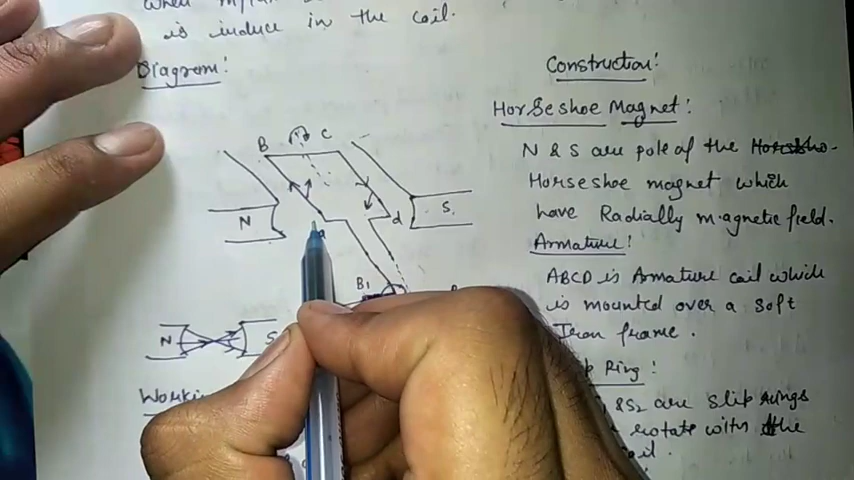 is induce in the coil.
Diagram:
B
C
N
S
d
B1
N
S
Construction:
HorSeshoe Magnet:
N & S are pole of the
Horseshoe magnet which
have Radially magnetic field.
Armature:
ABCD is Armature coil which
is mounted over a Soft
Iron frame.
Ring:
& S2 are slip rings
rotate with the